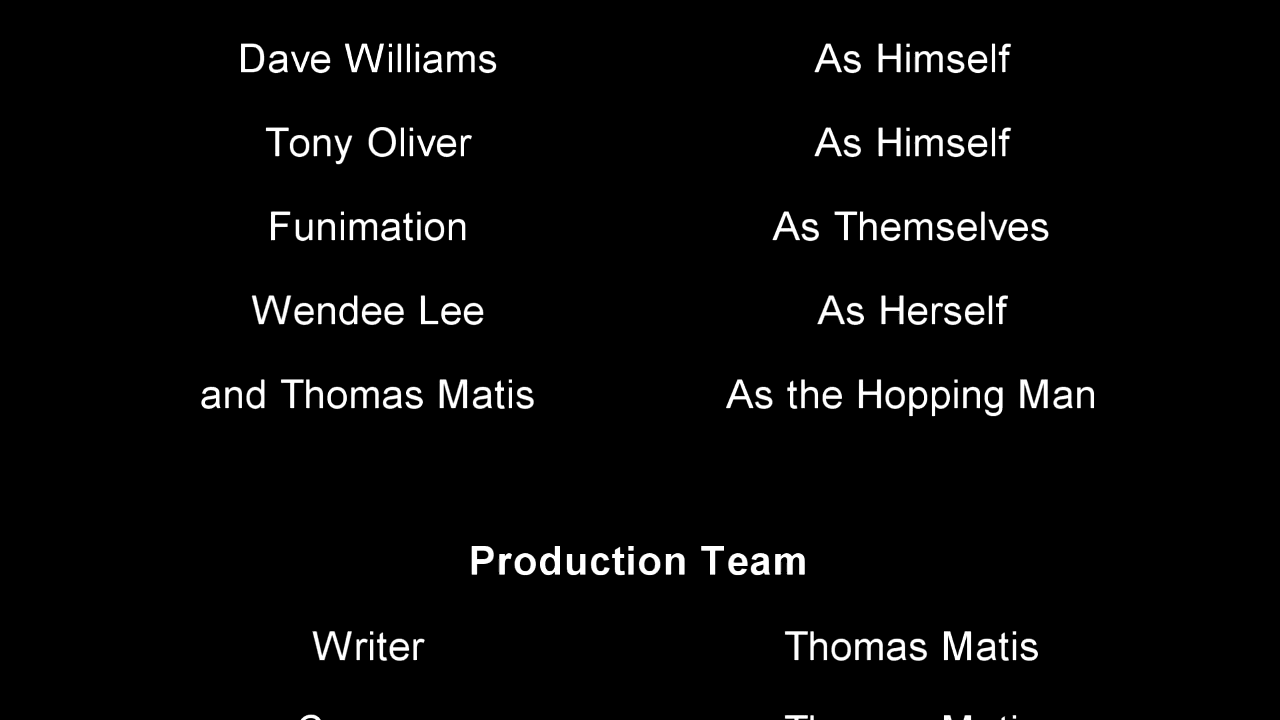 Dave Williams As Himself
Tony Oliver As Himself
Funimation As Themselves
Wendee Lee As Herself
and Thomas Matis As the Hopping Man
Production Team
Writer Thomas Matis